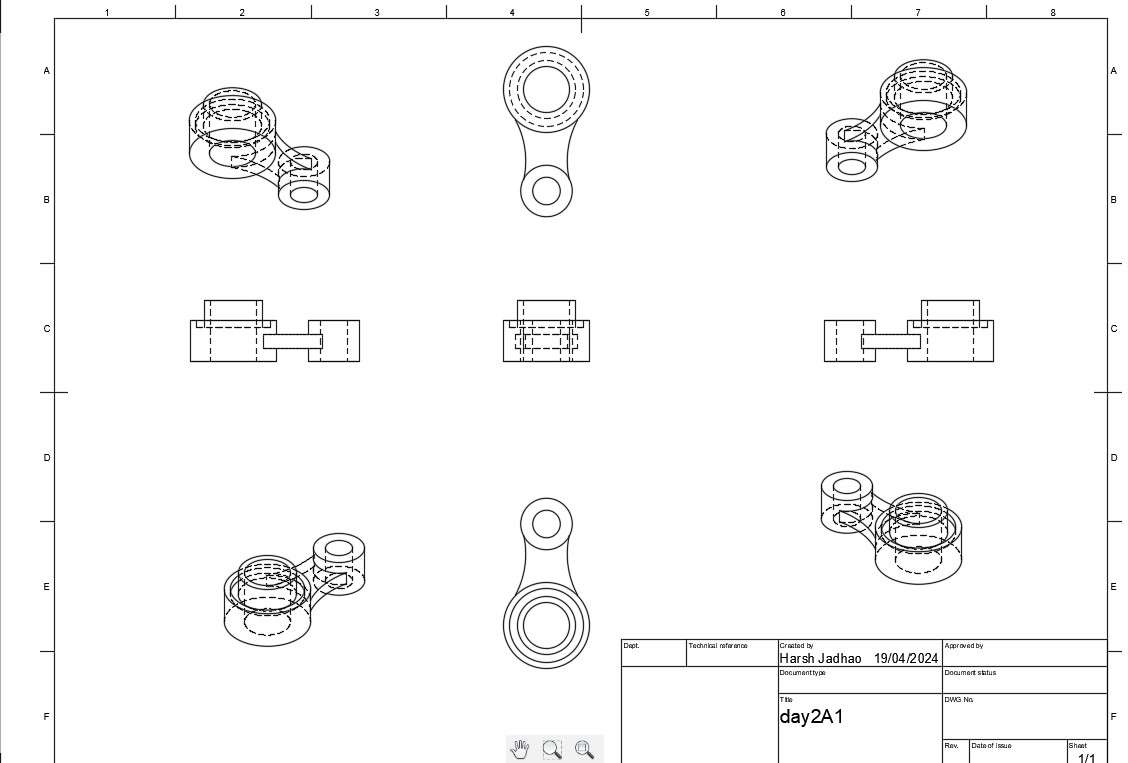 1 2 3 4 5 6 7 8
A A
B B
C C
D D
E E
Dept. Technical reference Created by Approved by
Harsh Jadhao 19/04/2024
Document type Document status
Title DWG No.
day2A1
F F
Rev. Date of issue Sheet
1/1